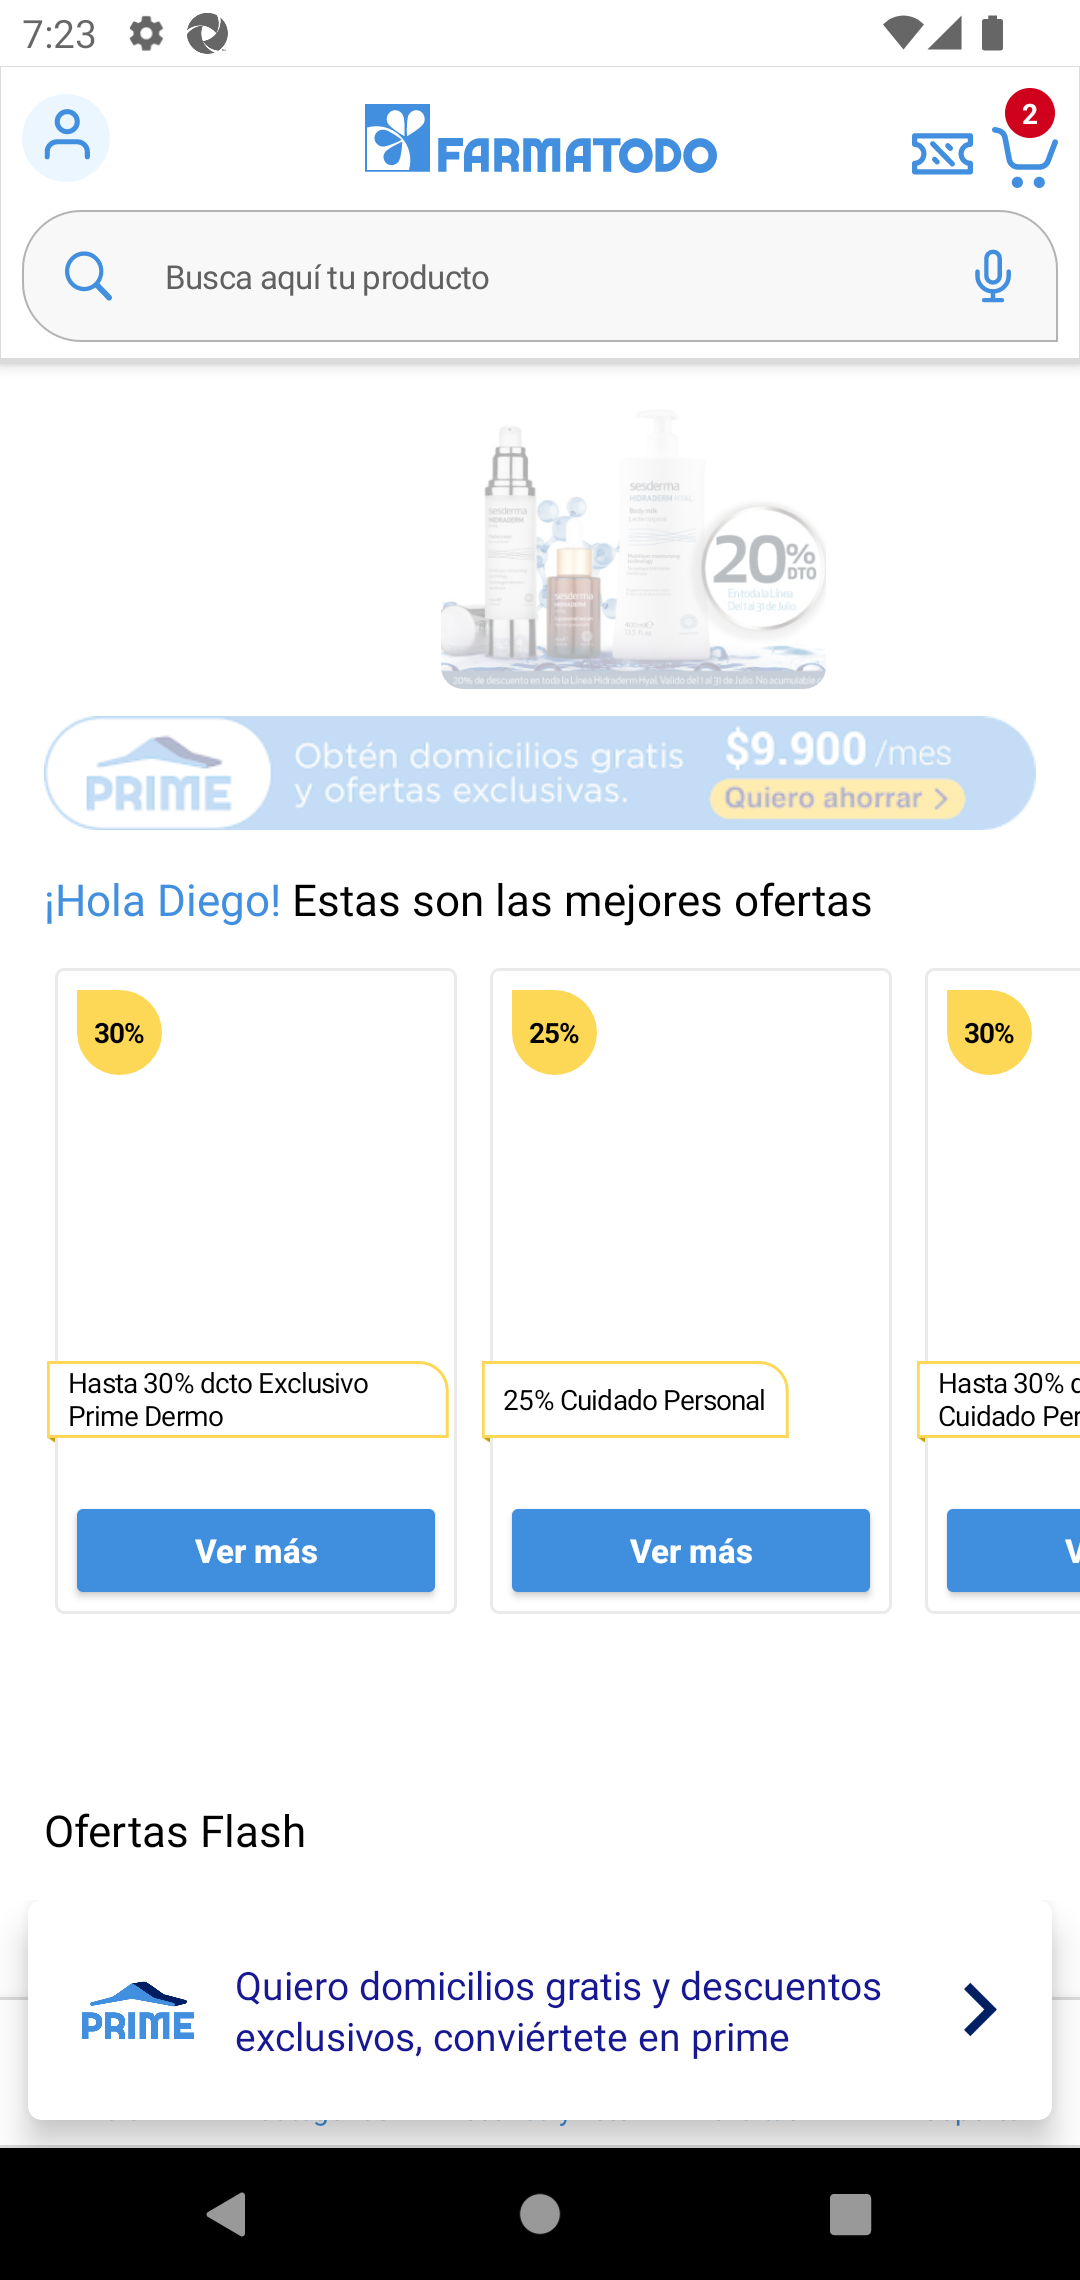 7:23
FARMATODO
2
Busca aquí tu producto
sesderma
HIDRADERM HYAL
Body milk
sesderma
HIDRADERM
sesderma
400 ml
20% DTO
En toda la Línea
Del 1 al 31 de Julio
20% de descuento en toda la Línea Hidraderm Hyal. Válido del 1 al 31 de Julio. No acumulable
PRIME
Obtén domicilios gratis
y ofertas exclusivas.
$9.900 /mes
Quiero ahorrar >
¡Hola Diego! Estas son las mejores ofertas
30%
25%
30%
Hasta 30% dcto Exclusivo
Prime Dermo
25% Cuidado Personal
Hasta 30% d
Cuidado Per
Ver más
Ver más
V
Ofertas Flash
PRIME
Quiero domicilios gratis y descuentos
exclusivos, conviértete en prime